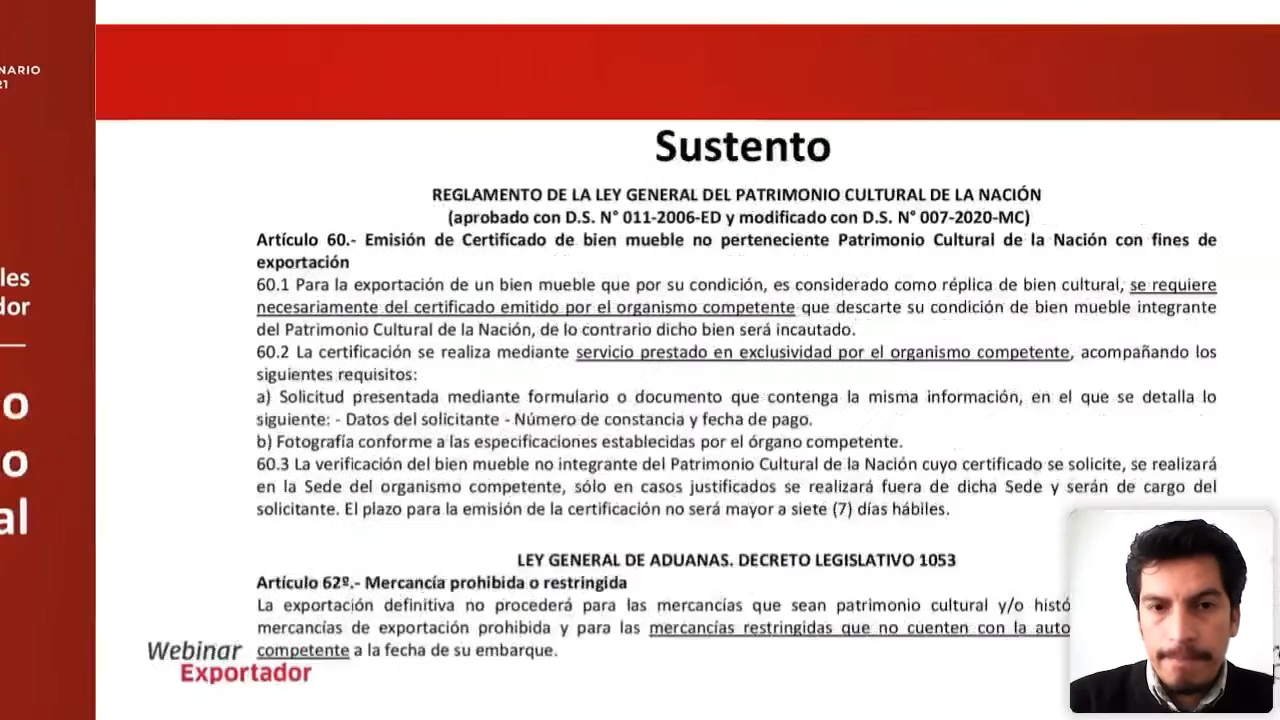 NARIO
21
les
dor
o
o
al
Sustento
REGLAMENTO DE LA LEY GENERAL DEL PATRIMONIO CULTURAL DE LA NACIÓN
(aprobado con D.S. N° 011-2006-ED y modificado con D.S. N° 007-2020-MC)
Artículo 60.- Emisión de Certificado de bien mueble no perteneciente Patrimonio Cultural de la Nación con fines de
exportación
60.1 Para la exportación de un bien mueble que por su condición, es considerado como réplica de bien cultural, se requiere
necesariamente del certificado emitido por el organismo competente que descarte su condición de bien mueble integrante
del Patrimonio Cultural de la Nación, de lo contrario dicho bien será incautado.
60.2 La certificación se realiza mediante servicio prestado en exclusividad por el organismo competente, acompañando los
siguientes requisitos:
a) Solicitud presentada mediante formulario o documento que contenga la misma información, en el que se detalla lo
siguiente: - Datos del solicitante - Número de constancia y fecha de pago.
b) Fotografía conforme a las especificaciones establecidas por el órgano competente.
60.3 La verificación del bien mueble no integrante del Patrimonio Cultural de la Nación cuyo certificado se solicite, se realizará
en la Sede del organismo competente, sólo en casos justificados se realizará fuera de dicha Sede y serán de cargo del
solicitante. El plazo para la emisión de la certificación no será mayor a siete (7) días hábiles.
LEY GENERAL DE ADUANAS. DECRETO LEGISLATIVO 1053
Artículo 62º.- Mercancía prohibida o restringida
La exportación definitiva no procederá para las mercancías que sean patrimonio cultural y/o histó
mercancías de exportación prohibida y para las mercancías restringidas que no cuenten con la auto
competente a la fecha de su embarque.
Webinar
Exportador